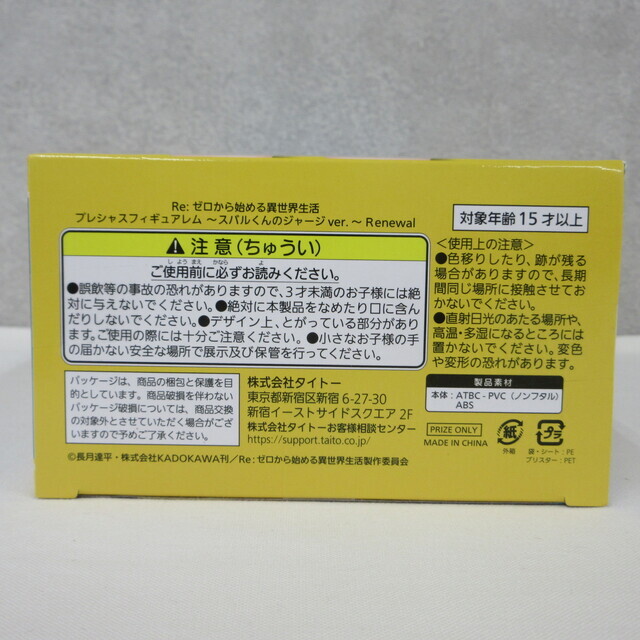 Re: ゼロから始める異世界生活
プレシャスフィギュアレム ～スバルくんのジャージ ver. ～ Renewal
対象年齢 15 才以上
注意(ちゅうい)
しようまえ かなら よ
ご使用前に必ずお読みください。
●誤飲等の事故の恐れがありますので、3才未満のお子様には絶
対に与えないでください。●絶対に本製品をなめたり口に含ん
だりしないでください。●デザイン上、とがっている部分があり
ます。ご使用の際には十分ご注意ください。●小さなお子様の手
の届かない安全な場所で展示及び保管を行ってください。
<使用上の注意>
●色移りしたり、跡が残る
場合がありますので、長期
間同じ場所に接触させてお
かないでください。
●直射日光のあたる場所や、
高温・多湿になるところには
置かないでください。変色
や変形の恐れがあります。
パッケージは、商品の梱包と保護を目
的としています。商品破損を伴わない
パッケージ破損については、商品交換
の対象外とさせていただく場合がござ
いますので予めご了承ください。
株式会社タイトー
東京都新宿区新宿 6-27-30
新宿イーストサイドスクエア 2F
株式会社タイトーお客様相談センター
https://support.taito.co.jp/
製品素材
本体 : ATBC - PVC (ノンフタル)
ABS
PRIZE ONLY
MADE IN CHINA
紙
外箱
プラ
袋・シート : PE
ブリスター : PET
©長月達平・株式会社KADOKAWA刊／Re : ゼロから始める異世界生活製作委員会